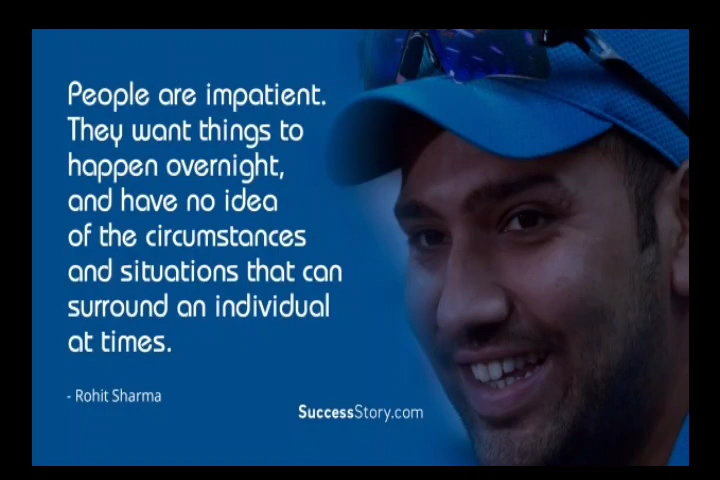 People are impatient.
They want things to
happen overnight,
and have no idea
of the circumstances
and situations that can
surround an individual
at times.
- Rohit Sharma
SuccessStory.com